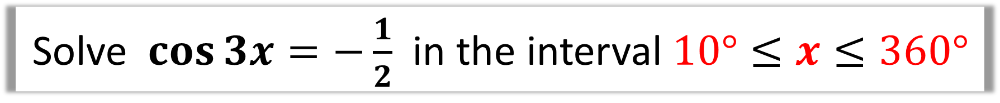 Solve cos 3x = −1/2 in the interval 10° ≤ x ≤ 360°